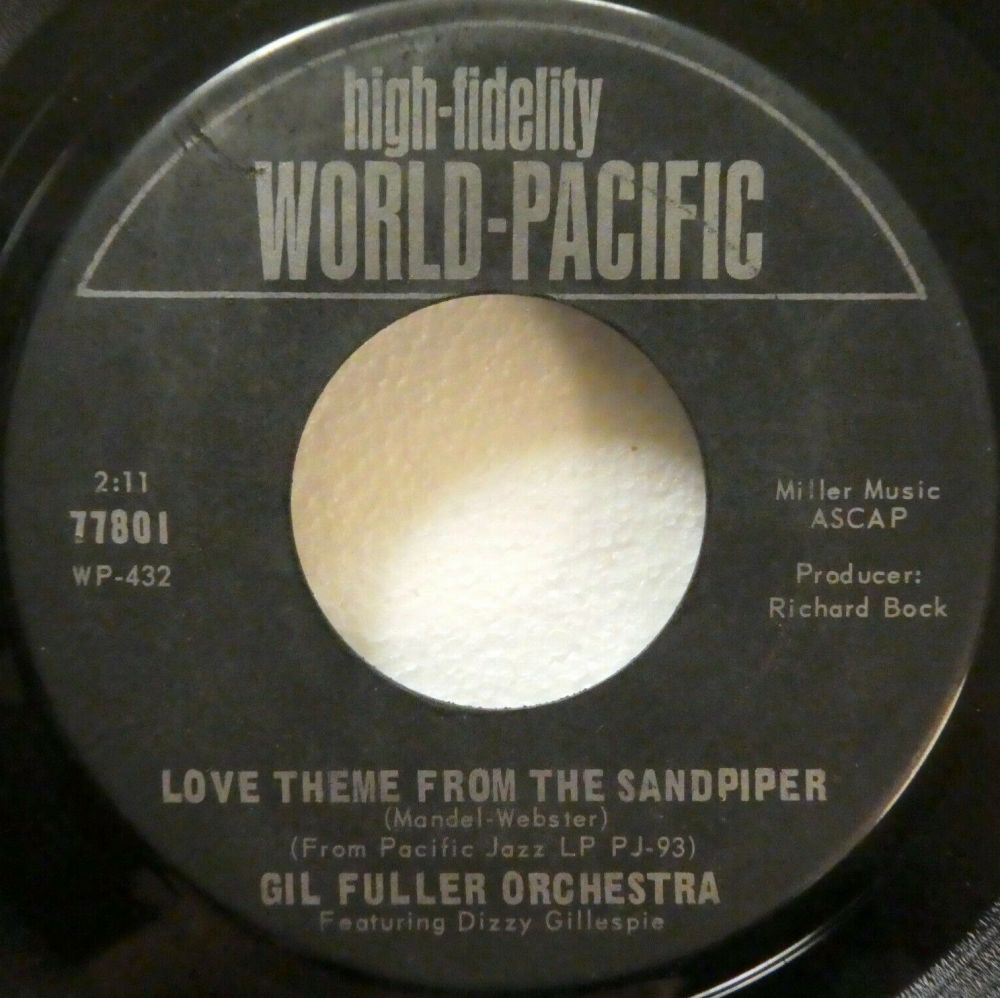 high-fidelity
WORLD-PACIFIC
2:11
77801
WP-432
Miller Music
ASCAP
Producer:
Richard Bock
LOVE THEME FROM THE SANDPIPER
(Mandel-Webster)
(From Pacific Jazz LP PJ-93)
GIL FULLER ORCHESTRA
Featuring Dizzy Gillespie